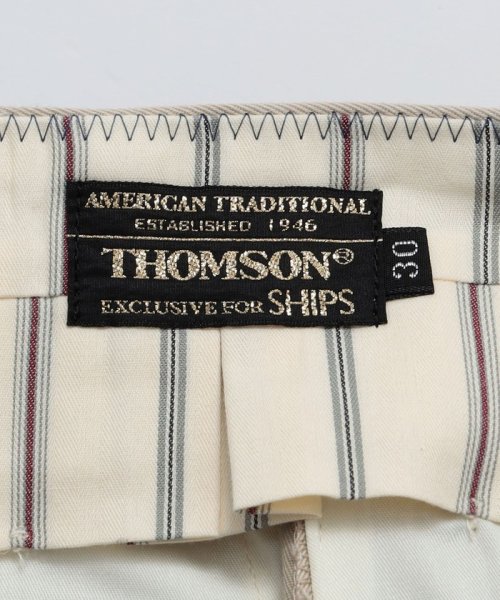 AMERICAN TRADITIONAL
ESTABLISHED 1946
THOMSON®
EXCLUSIVE FOR SHIPS
30